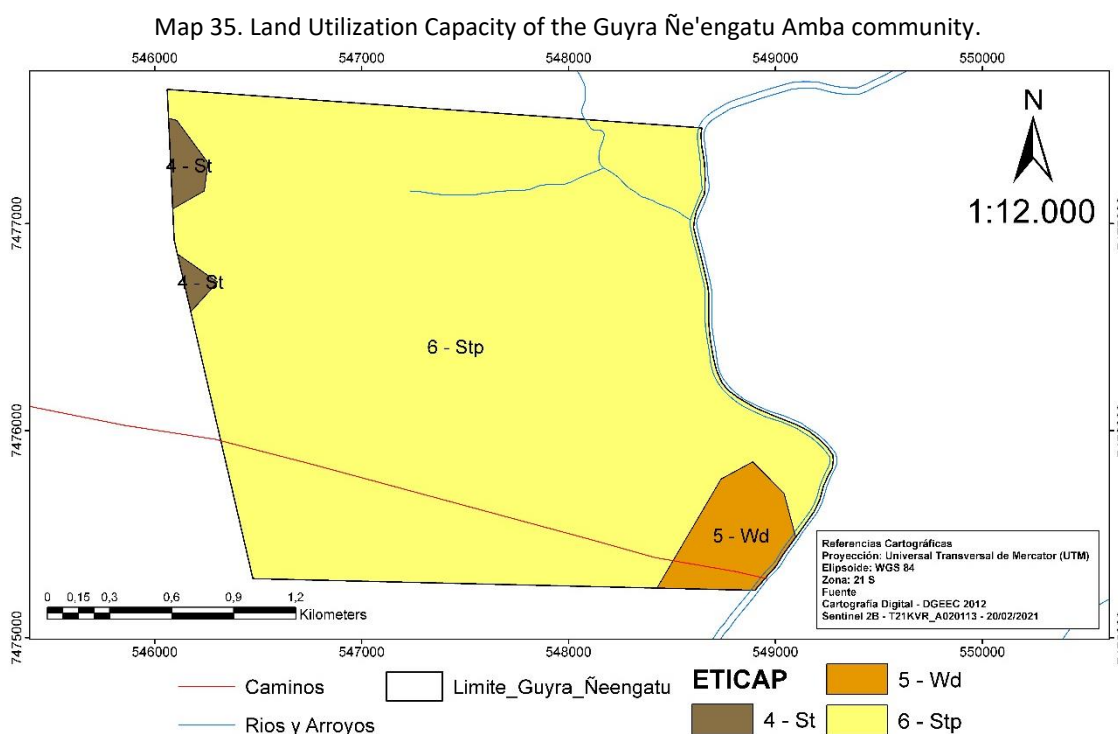 Map 35. Land Utilization Capacity of the Guyra Ñe'engatu Amba community.
546000 547000 548000 549000 550000
N
1:12.000
4 - St
7477000
4 - St
6 - Stp
7476000
5 - Wd
Referencias Cartográficas
Proyección: Universal Transversal de Mercator (UTM)
Elipsoide: WGS 84
Zona: 21 S
Fuente
Cartografía Digital - DGEEC 2012
Sentinel 2B - T21KVR_A020113 - 20/02/2021
0 0,15 0,3 0,6 0,9 1,2
Kilometers
7475000
546000 547000 548000 549000 550000
Caminos
Limite_Guyra_Ñeengatu
ETICAP
5 - Wd
Rios y Arroyos
4 - St
6 - Stp